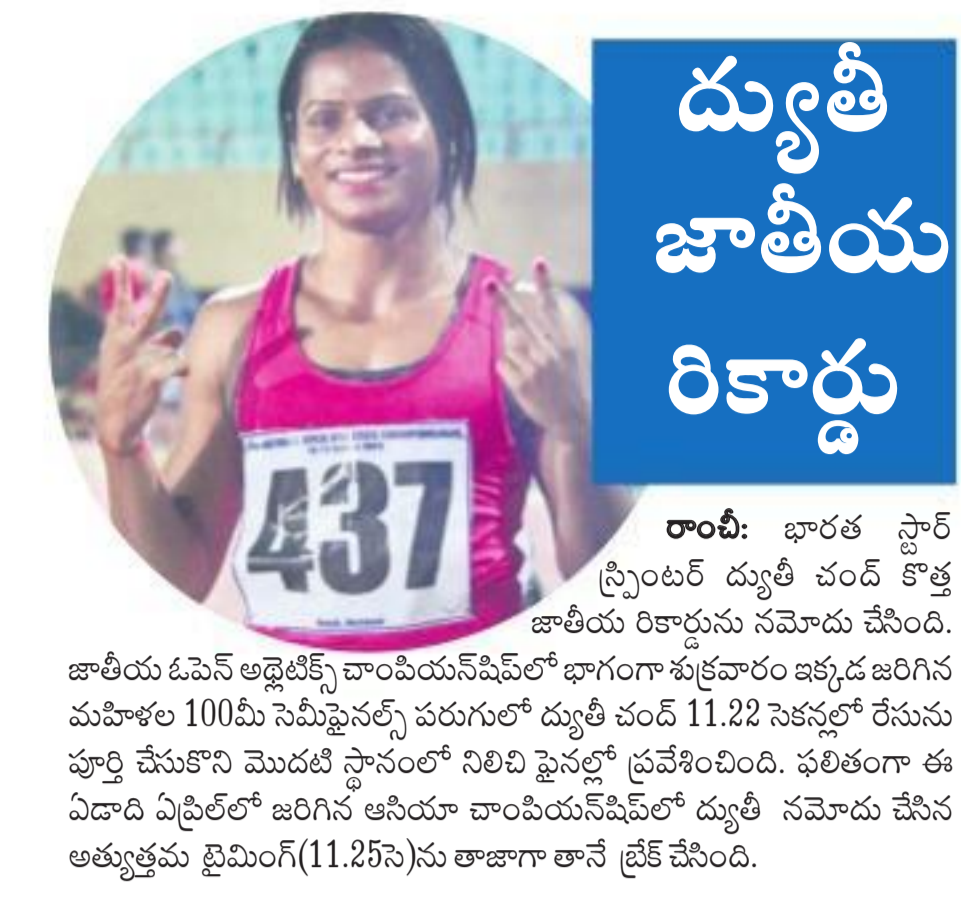 ద్యుతీ
జాతీయ
రికార్డు
437
రాంచీ: భారత స్టార్
స్ప్రింటర్ ద్యుతీ చంద్ కొత్త
జాతీయ రికార్డును నమోదు చేసింది.
జాతీయ ఓపెన్ అథ్లెటిక్స్ చాంపియన్‌షిప్‌లో భాగంగా శుక్రవారం ఇక్కడ జరిగిన
మహిళల 100మీ సెమీఫైనల్స్ పరుగులో ద్యుతీ చంద్ 11.22 సెకన్లలో రేసును
పూర్తి చేసుకొని మొదటి స్థానంలో నిలిచి ఫైనల్లో ప్రవేశించింది. ఫలితంగా ఈ
ఏడాది ఏప్రిల్‌లో జరిగిన ఆసియా చాంపియన్‌షిప్‌లో ద్యుతీ నమోదు చేసిన
అత్యుత్తమ టైమింగ్(11.25సె)ను తాజాగా తానే బ్రేక్ చేసింది.